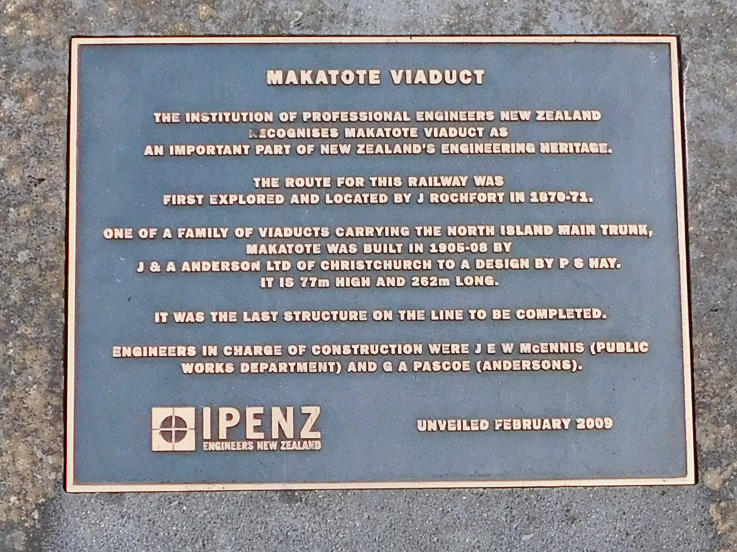 MAKATOTE VIADUCT
THE INSTITUTION OF PROFESSIONAL ENGINEERS NEW ZEALAND
RECOGNISES MAKATOTE VIADUCT AS
AN IMPORTANT PART OF NEW ZEALAND'S ENGINEERING HERITAGE.
THE ROUTE FOR THIS RAILWAY WAS
FIRST EXPLORED AND LOCATED BY J ROCHFORT IN 1870-71.
ONE OF A FAMILY OF VIADUCTS CARRYING THE NORTH ISLAND MAIN TRUNK,
MAKATOTE WAS BUILT IN 1905-08 BY
J & A ANDERSON LTD OF CHRISTCHURCH TO A DESIGN BY P S HAY.
IT IS 77m HIGH AND 262m LONG.
IT WAS THE LAST STRUCTURE ON THE LINE TO BE COMPLETED.
ENGINEERS IN CHARGE OF CONSTRUCTION WERE J E W McENNIS (PUBLIC
WORKS DEPARTMENT) AND G A PASCOE (ANDERSONS).
IPENZ
ENGINEERS NEW ZEALAND
UNVEILED FEBRUARY 2009